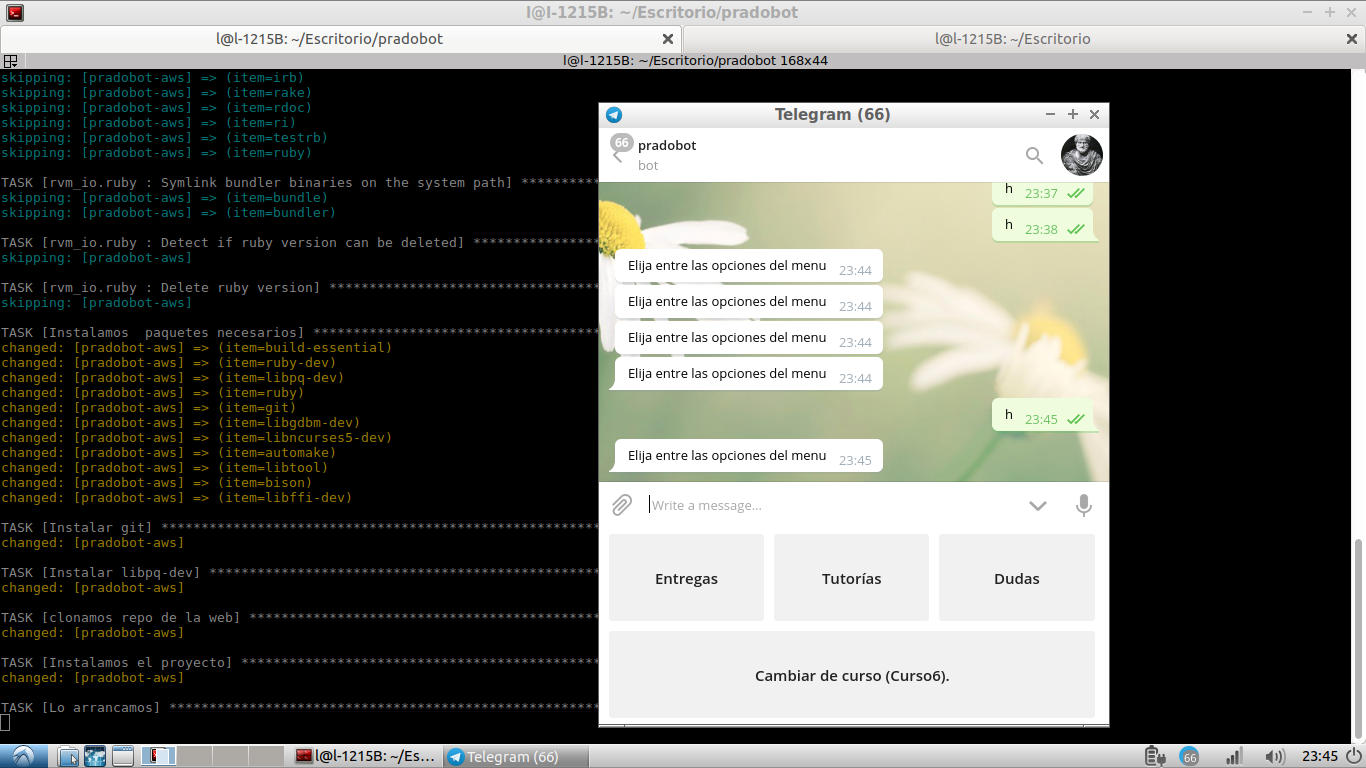 l@l-1215B: ~/Escritorio/pradobot
l@l-1215B: ~/Escritorio/pradobot
l@l-1215B: ~/Escritorio
l@l-1215B: ~/Escritorio/pradobot 168x44
skipping: [pradobot-aws] => (item=irb)
skipping: [pradobot-aws] => (item=rake)
skipping: [pradobot-aws] => (item=rdoc)
skipping: [pradobot-aws] => (item=ri)
skipping: [pradobot-aws] => (item=testrb)
skipping: [pradobot-aws] => (item=ruby)
TASK [rvm_io.ruby : Symlink bundler binaries on the system path] **********
skipping: [pradobot-aws] => (item=bundle)
skipping: [pradobot-aws] => (item=bundler)
TASK [rvm_io.ruby : Detect if ruby version can be deleted] ****************
skipping: [pradobot-aws]
TASK [rvm_io.ruby : Delete ruby version] **********************************
skipping: [pradobot-aws]
TASK [Instalamos  paquetes necesarios] ************************************
changed: [pradobot-aws] => (item=build-essential)
changed: [pradobot-aws] => (item=ruby-dev)
changed: [pradobot-aws] => (item=libpq-dev)
changed: [pradobot-aws] => (item=ruby)
changed: [pradobot-aws] => (item=git)
changed: [pradobot-aws] => (item=libgdbm-dev)
changed: [pradobot-aws] => (item=libncurses5-dev)
changed: [pradobot-aws] => (item=automake)
changed: [pradobot-aws] => (item=libtool)
changed: [pradobot-aws] => (item=bison)
changed: [pradobot-aws] => (item=libffi-dev)
TASK [Instalar git] *******************************************************
changed: [pradobot-aws]
TASK [Instalar libpq-dev] *************************************************
changed: [pradobot-aws]
TASK [clonamos repo de la web] ********************************************
changed: [pradobot-aws]
TASK [Instalamos el proyecto] *********************************************
changed: [pradobot-aws]
TASK [Lo arrancamos] ******************************************************
Telegram (66)
66
pradobot
bot
h 23:37
h 23:38
Elija entre las opciones del menu 23:44
Elija entre las opciones del menu 23:44
Elija entre las opciones del menu 23:44
Elija entre las opciones del menu 23:44
h 23:45
Elija entre las opciones del menu 23:45
Write a message...
Entregas
Tutorías
Dudas
Cambiar de curso (Curso6).
l@l-1215B: ~/Esc...
Telegram (66)
66
23:45